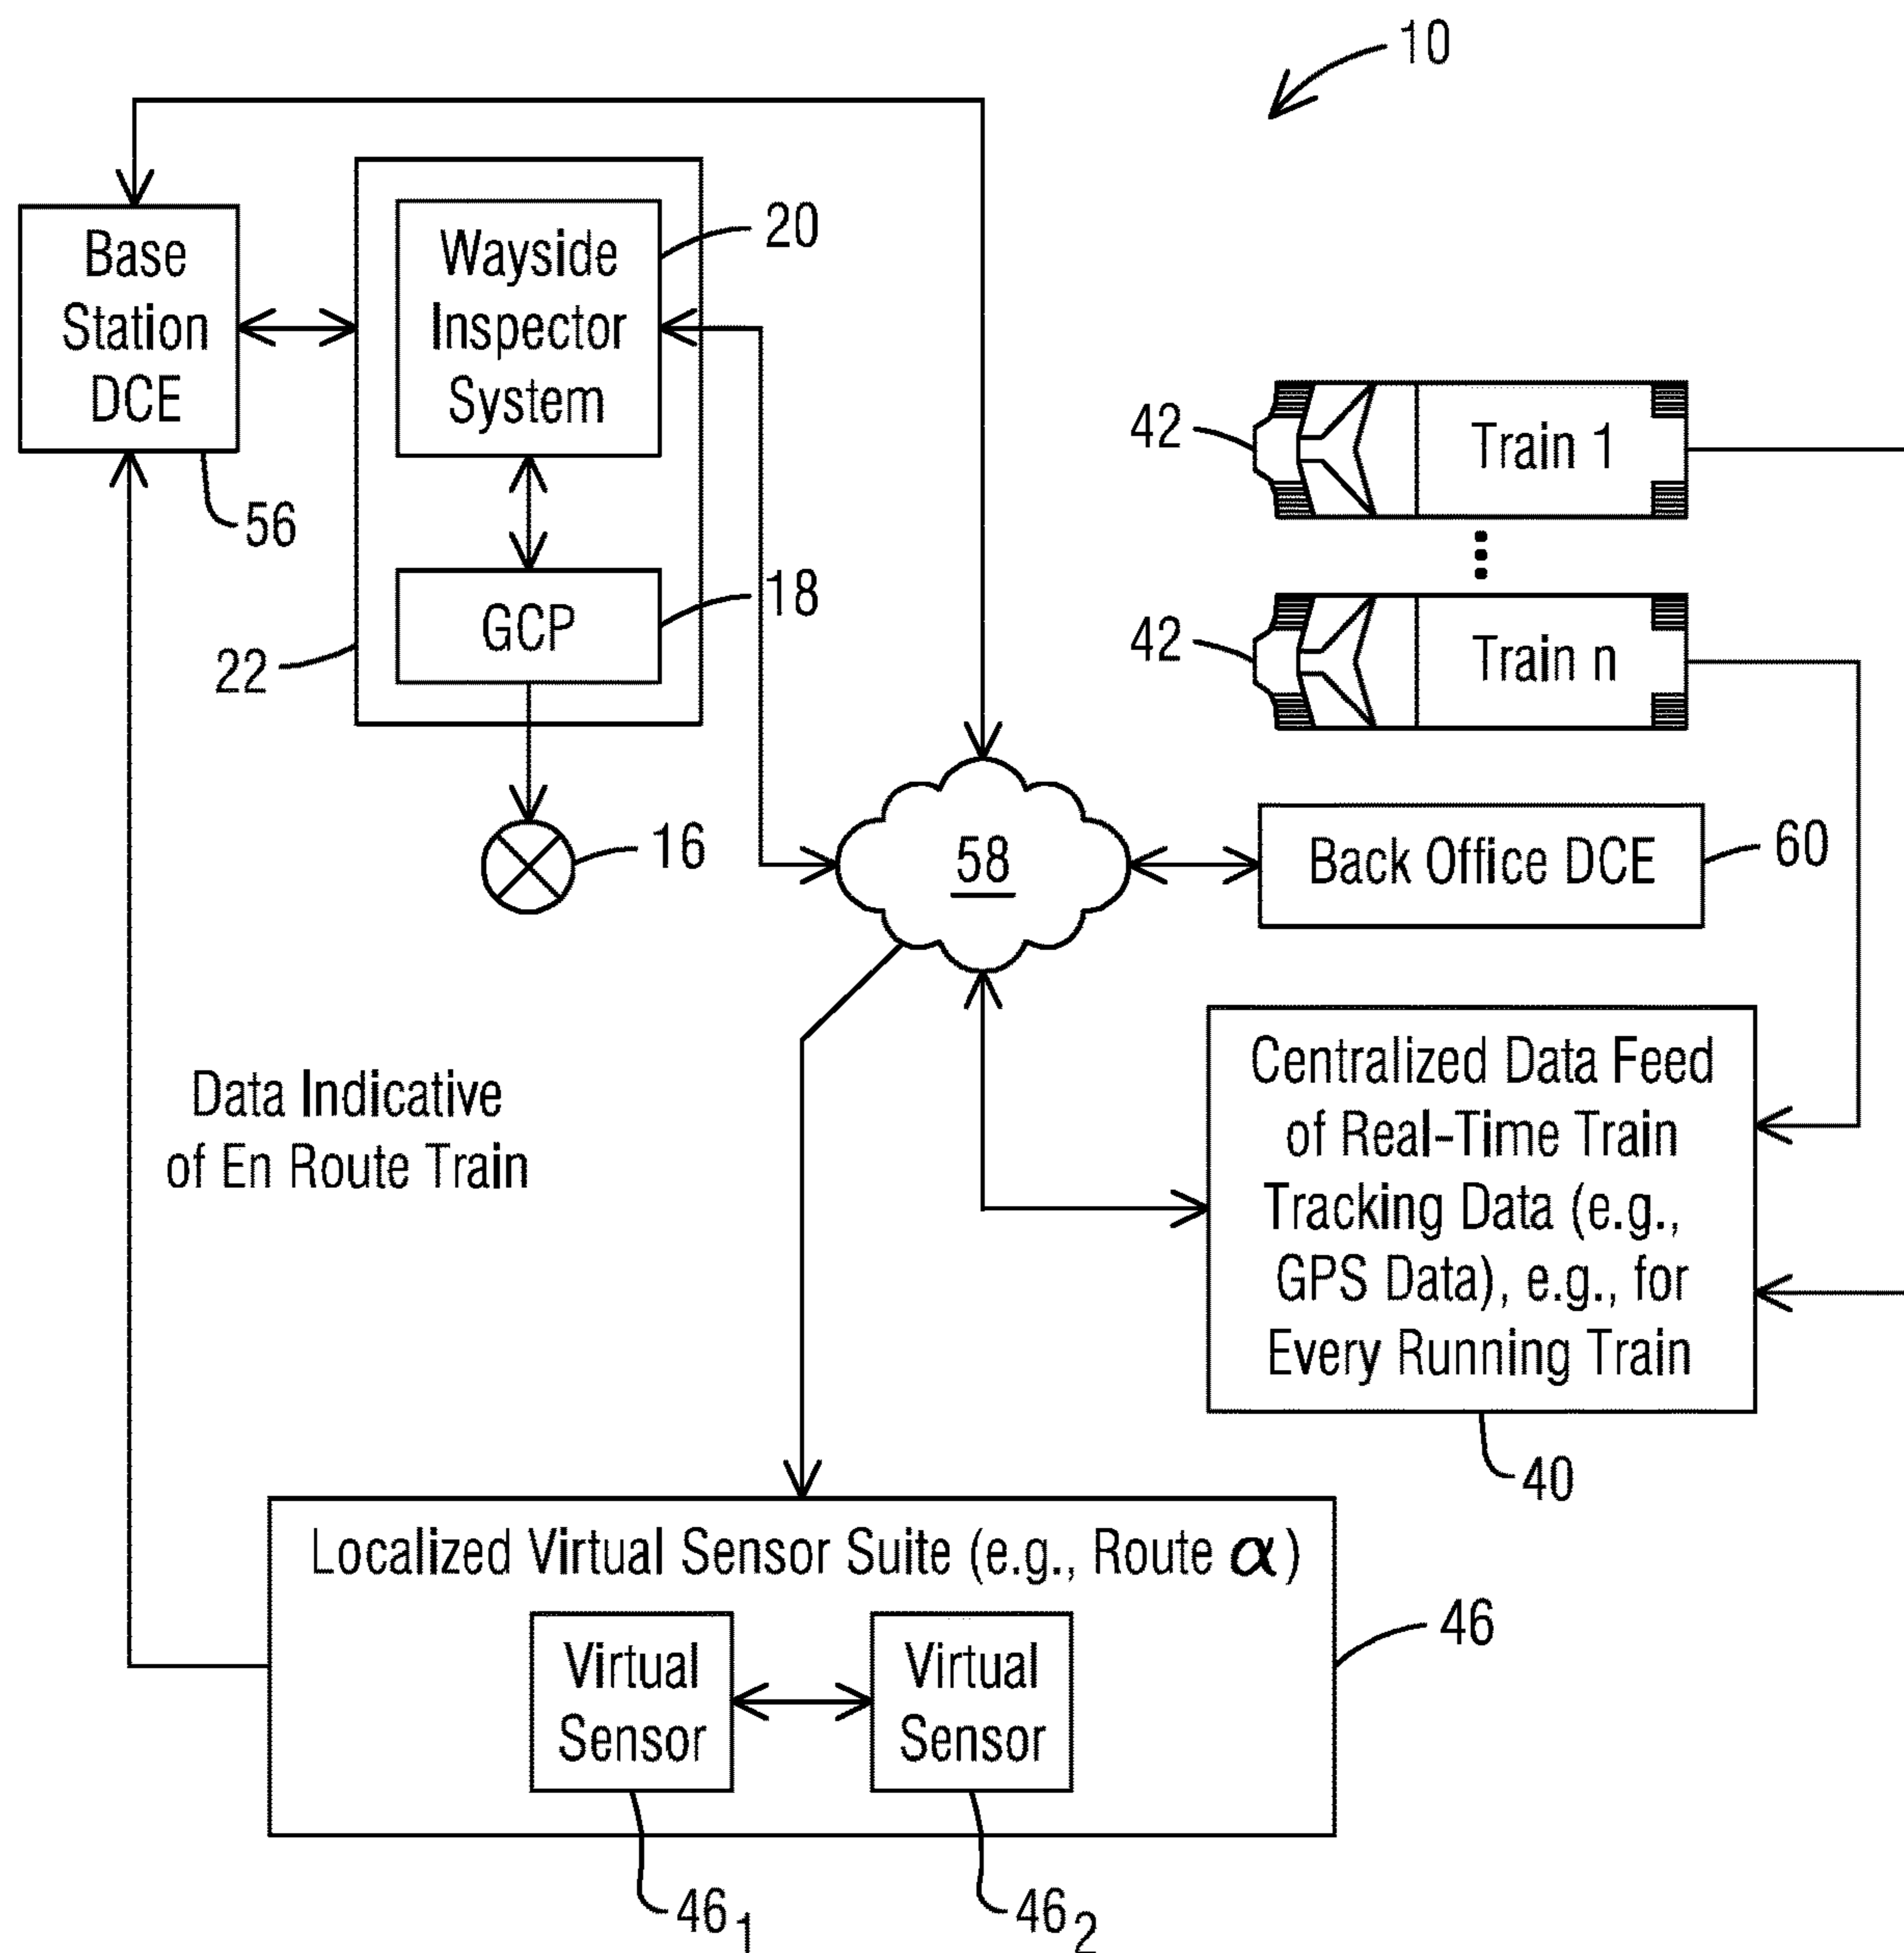 10
Base
Station
DCE
56
Wayside
Inspector
System
20
GCP
18
22
16
42
Train 1
42
Train n
58
Back Office DCE
60
Data Indicative
of En Route Train
Centralized Data Feed
of Real-Time Train
Tracking Data (e.g.,
GPS Data), e.g., for
Every Running Train
40
Localized Virtual Sensor Suite (e.g., Route α)
46
Virtual
Sensor
Virtual
Sensor
46₁
46₂